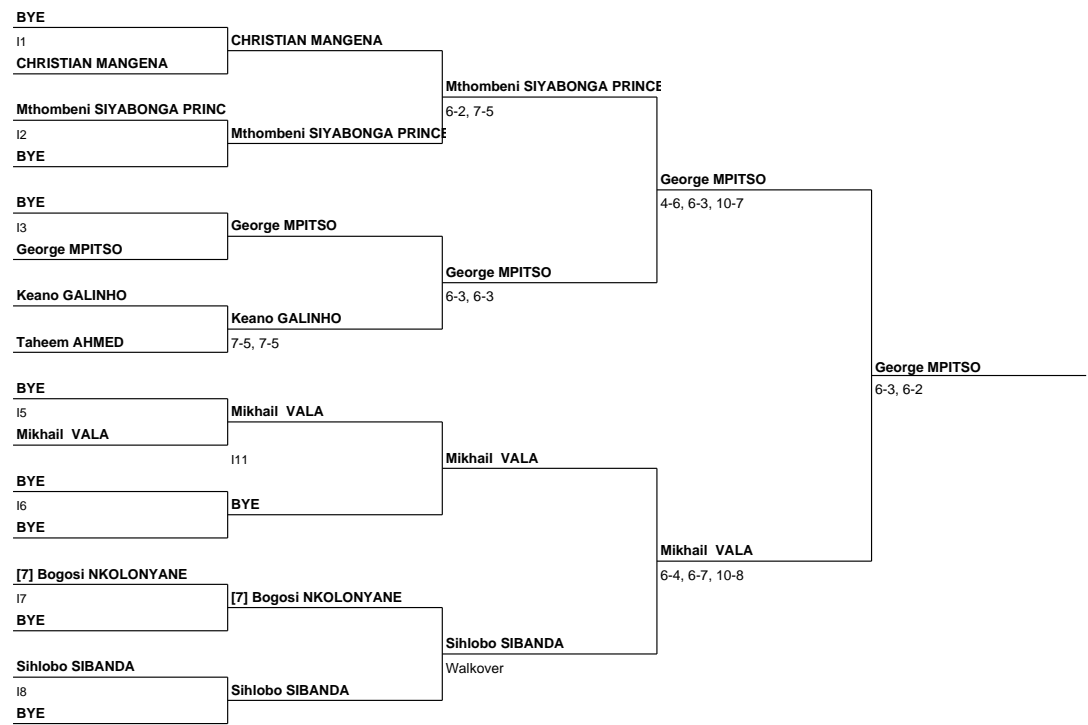 BYE
I1
CHRISTIAN MANGENA
Mthombeni SIYABONGA PRINC
I2
BYE
BYE
I3
George MPITSO
Keano GALINHO
Taheem AHMED
BYE
I5
Mikhail  VALA
BYE
I6
BYE
[7] Bogosi NKOLONYANE
I7
BYE
Sihlobo SIBANDA
I8
BYE
CHRISTIAN MANGENA
Mthombeni SIYABONGA PRINCE
George MPITSO
Keano GALINHO
7-5, 7-5
Mikhail  VALA
I11
BYE
[7] Bogosi NKOLONYANE
Sihlobo SIBANDA
Mthombeni SIYABONGA PRINCE
6-2, 7-5
George MPITSO
6-3, 6-3
Mikhail  VALA
Sihlobo SIBANDA
Walkover
George MPITSO
4-6, 6-3, 10-7
Mikhail  VALA
6-4, 6-7, 10-8
George MPITSO
6-3, 6-2